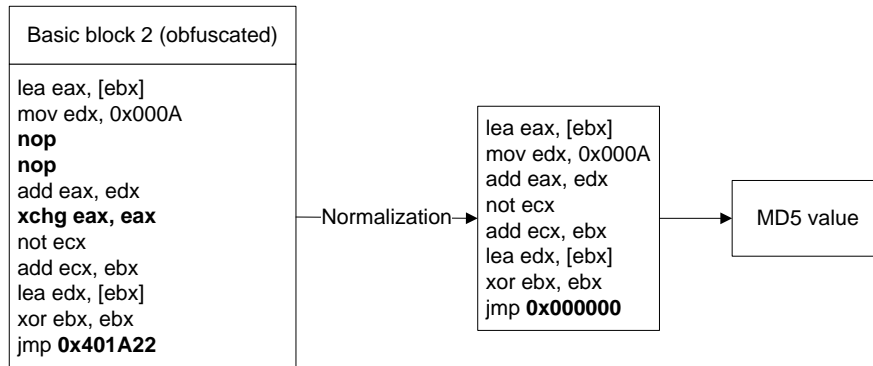 Basic block 2 (obfuscated)
lea eax, [ebx]
mov edx, 0x000A
nop
nop
add eax, edx
xchg eax, eax
not ecx
add ecx, ebx
lea edx, [ebx]
xor ebx, ebx
jmp 0x401A22
Normalization
lea eax, [ebx]
mov edx, 0x000A
add eax, edx
not ecx
add ecx, ebx
lea edx, [ebx]
xor ebx, ebx
jmp 0x000000
MD5 value